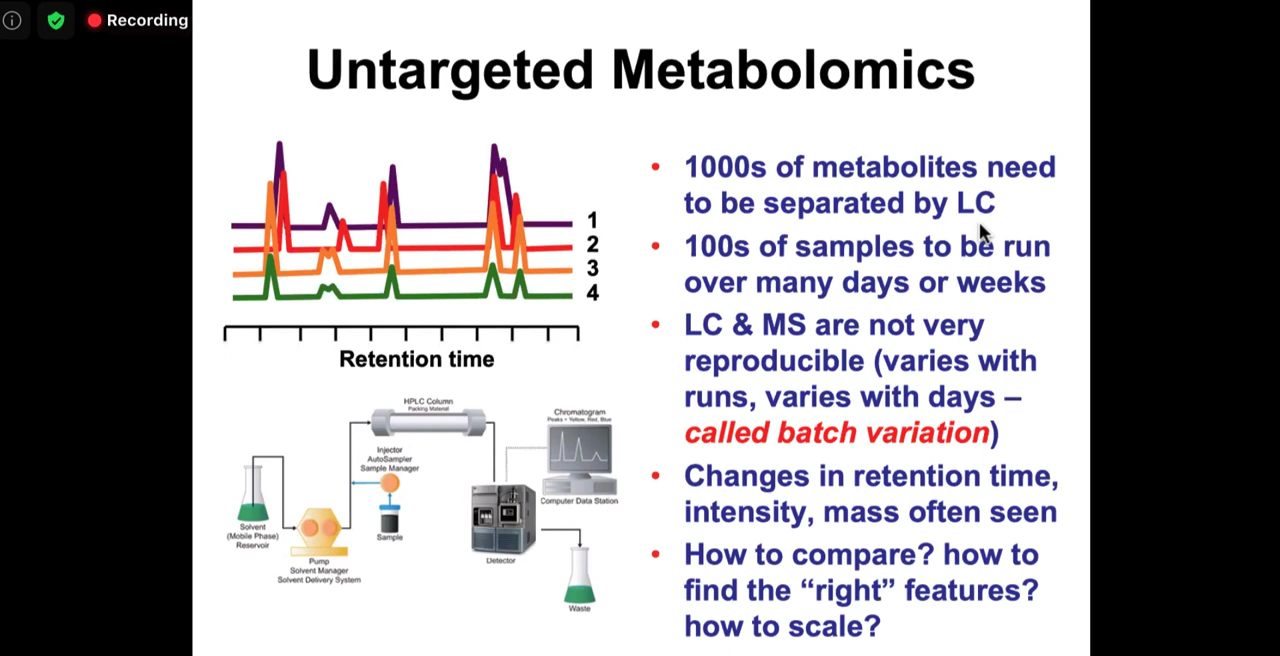 Recording
Untargeted Metabolomics
1
2
3
4
Retention time
HPLC Column
Packing Material
Injector
AutoSampler
Sample Manager
Chromatogram
Peaks = Yellow, Red, Blue
Computer Data Station
Solvent
(Mobile Phase)
Reservoir
Sample
Pump
Solvent Manager
Solvent Delivery System
Detector
Waste
• 1000s of metabolites need
to be separated by LC
• 100s of samples to be run
over many days or weeks
• LC & MS are not very
reproducible (varies with
runs, varies with days –
called batch variation)
• Changes in retention time,
intensity, mass often seen
• How to compare? how to
find the “right” features?
how to scale?